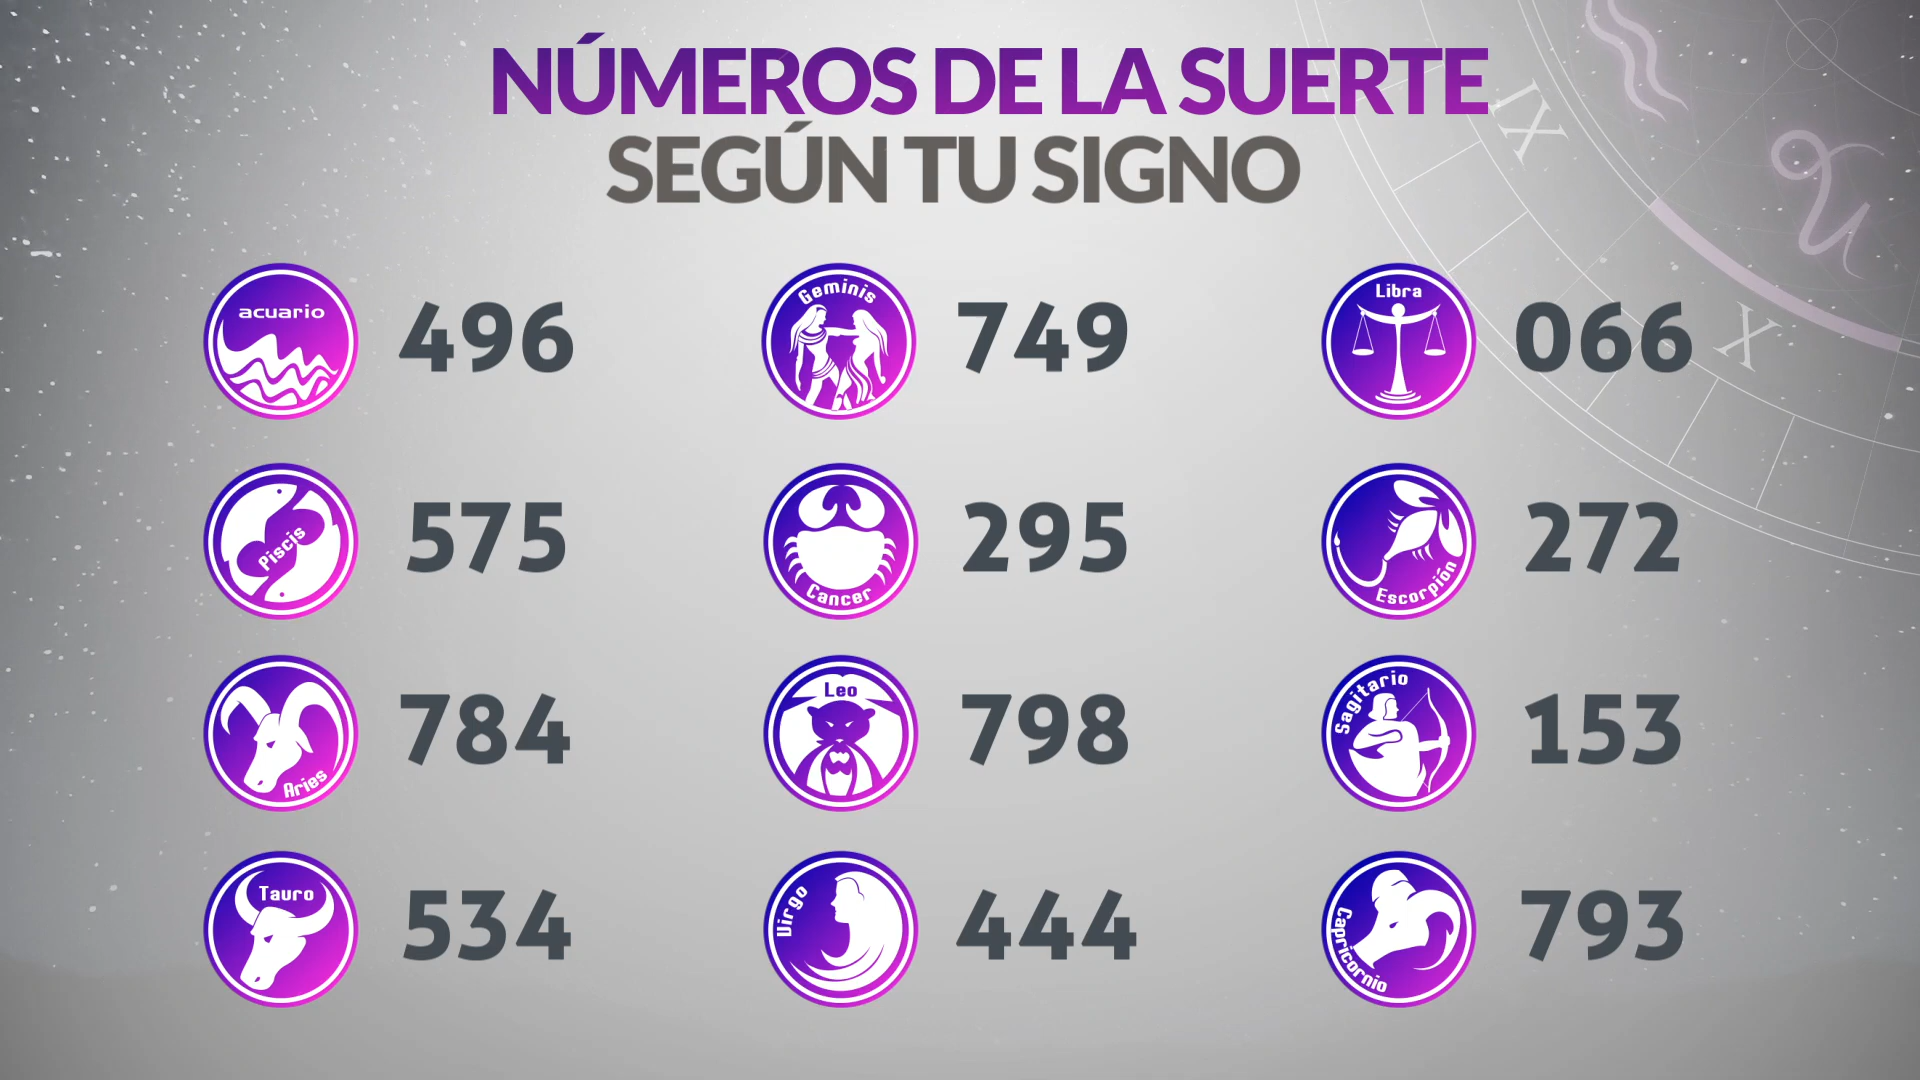 NÚMEROS DE LA SUERTE
SEGÚN TU SIGNO
acuario 496
Geminis 749
Libra 066
Piscis 575
Cancer 295
Escorpión 272
Aries 784
Leo 798
Sagitario 153
Tauro 534
Virgo 444
Capricornio 793
IX
X